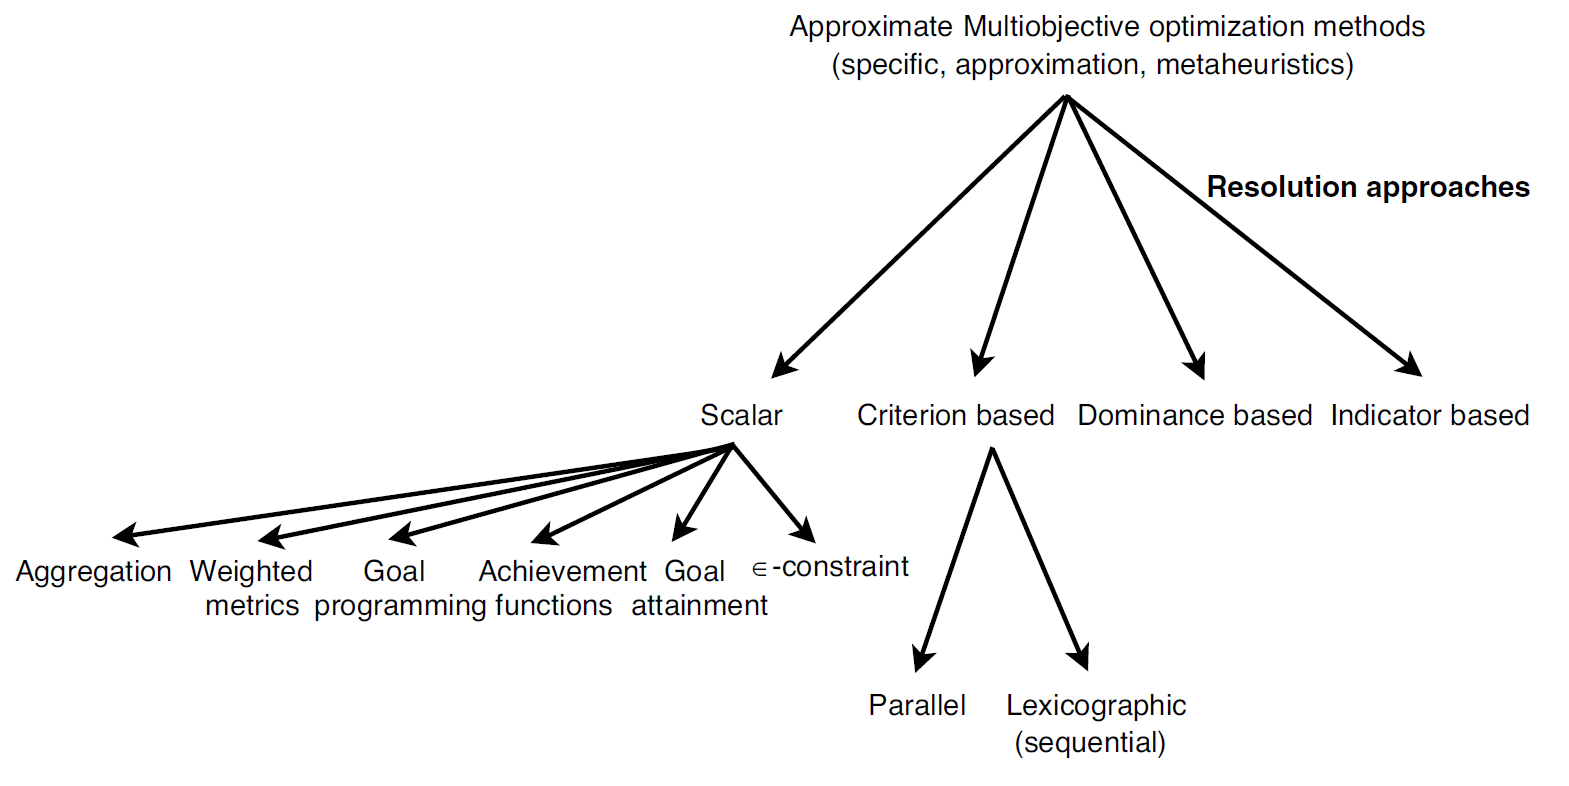 Approximate Multiobjective optimization methods
(specific, approximation, metaheuristics)
Resolution approaches
Scalar
Criterion based
Dominance based
Indicator based
Aggregation
Weighted
metrics
Goal
programming
Achievement
functions
Goal
attainment
∈-constraint
Parallel
Lexicographic
(sequential)